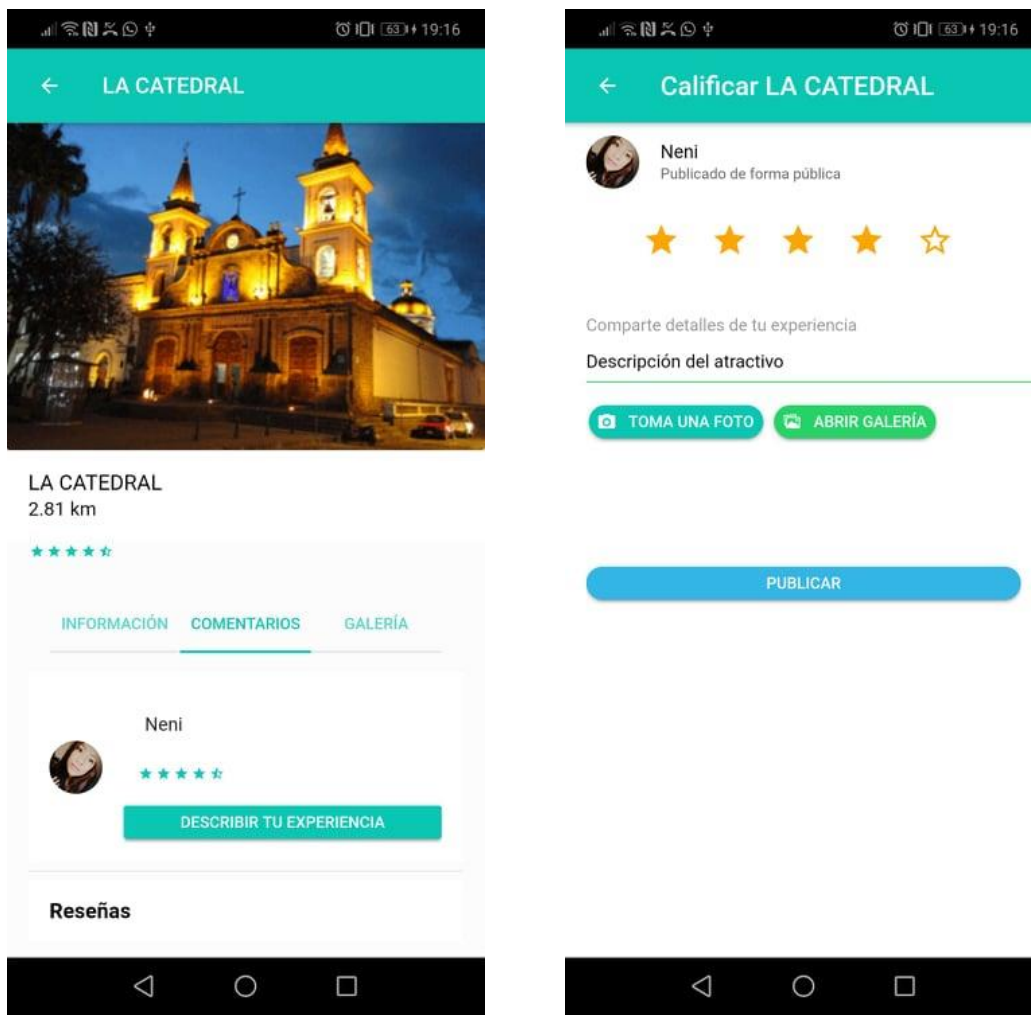 63 19:16
LA CATEDRAL
LA CATEDRAL
2.81 km
INFORMACIÓN COMENTARIOS GALERÍA
Neni
DESCRIBIR TU EXPERIENCIA
Reseñas
63 19:16
Calificar LA CATEDRAL
Neni
Publicado de forma pública
Comparte detalles de tu experiencia
Descripción del atractivo
TOMA UNA FOTO ABRIR GALERÍA
PUBLICAR